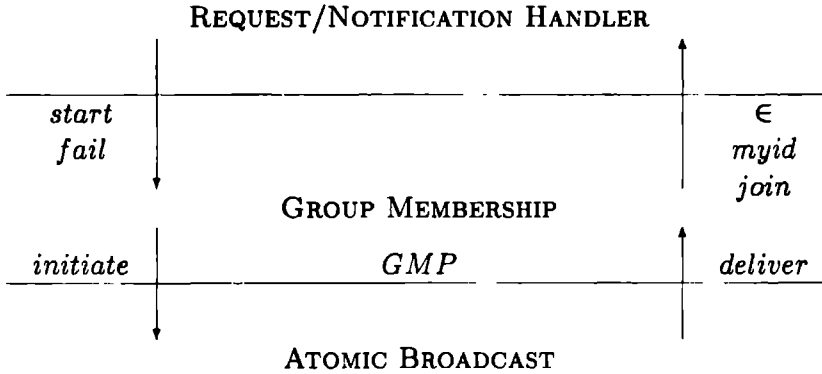 REQUEST/NOTIFICATION HANDLER
start ∈
fail myid
join
GROUP MEMBERSHIP
initiate GMP deliver
ATOMIC BROADCAST